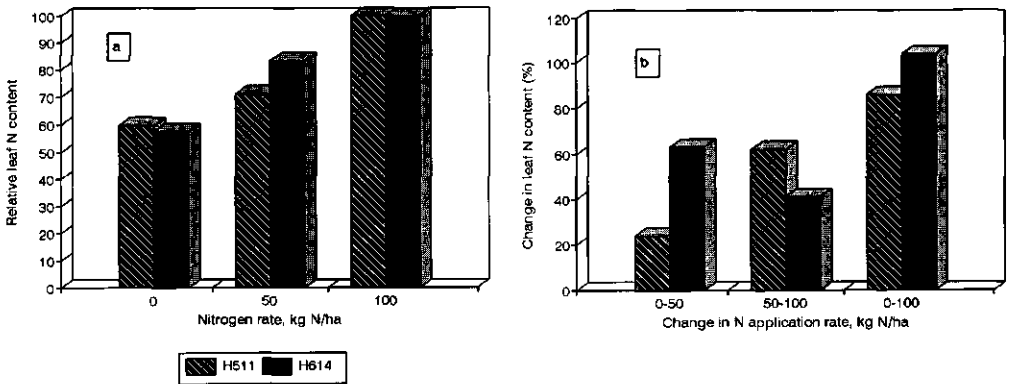 a
Relative leaf N content
100
90
80
70
60
50
40
30
20
10
0
0 50 100
Nitrogen rate, kg N/ha
H511 H614
b
Change in leaf N content (%)
120
100
80
60
40
20
0
0-50 50-100 0-100
Change in N application rate, kg N/ha